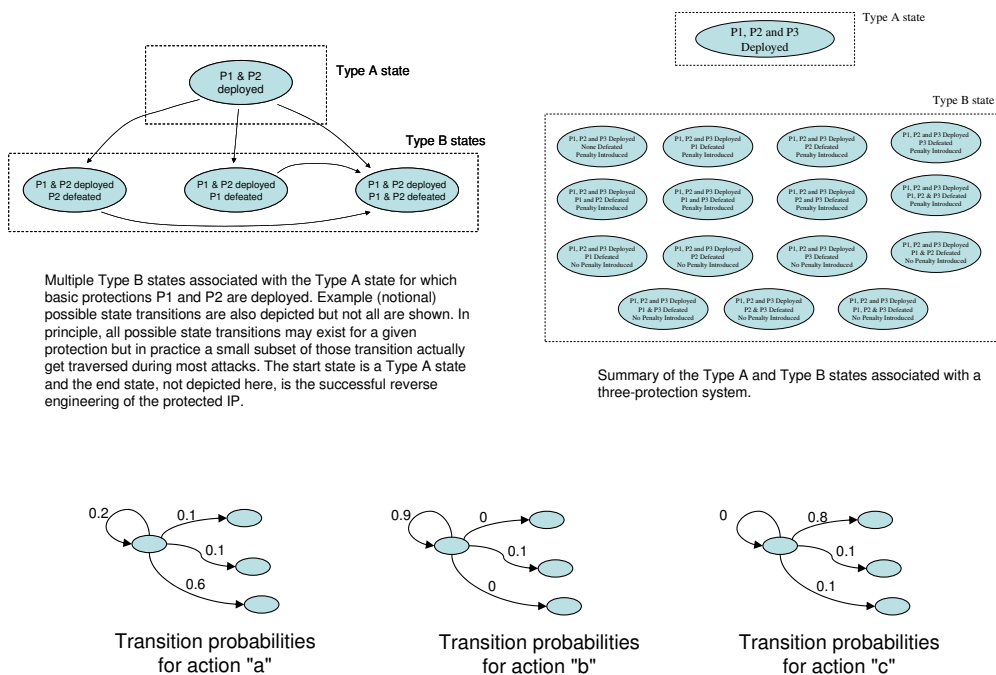 P1 & P2
deployed
Type A state
Type B states
P1 & P2 deployed
P2 defeated
P1 & P2 deployed
P1 defeated
P1 & P2 deployed
P1 & P2 defeated
Multiple Type B states associated with the Type A state for which
basic protections P1 and P2 are deployed. Example (notional)
possible state transitions are also depicted but not all are shown. In
principle, all possible state transitions may exist for a given
protection but in practice a small subset of those transition actually
get traversed during most attacks. The start state is a Type A state
and the end state, not depicted here, is the successful reverse
engineering of the protected IP.
Type A state
P1, P2 and P3
Deployed
Type B state
P1, P2 and P3 Deployed
None Defeated
Penalty Introduced
P1, P2 and P3 Deployed
P1 Defeated
Penalty Introduced
P1, P2 and P3 Deployed
P2 Defeated
Penalty Introduced
P1, P2 and P3 Deployed
P3 Defeated
Penalty Introduced
P1, P2 and P3 Deployed
P1 and P2 Defeated
Penalty Introduced
P1, P2 and P3 Deployed
P1 and P3 Defeated
Penalty Introduced
P1, P2 and P3 Deployed
P2 and P3 Defeated
Penalty Introduced
P1, P2 and P3 Deployed
P1, P2 & P3 Defeated
Penalty Introduced
P1, P2 and P3 Deployed
P1 Defeated
No Penalty Introduced
P1, P2 and P3 Deployed
P2 Defeated
No Penalty Introduced
P1, P2 and P3 Deployed
P3 Defeated
No Penalty Introduced
P1, P2 and P3 Deployed
P1 & P2 Defeated
No Penalty Introduced
P1, P2 and P3 Deployed
P1 & P3 Defeated
No Penalty Introduced
P1, P2 and P3 Deployed
P2 & P3 Defeated
No Penalty Introduced
P1, P2 and P3 Deployed
P1, P2 & P3 Defeated
No Penalty Introduced
Summary of the Type A and Type B states associated with a
three-protection system.
0.2
0.1
0.1
0.6
Transition probabilities
for action "a"
0.9
0
0.1
0
Transition probabilities
for action "b"
0
0.8
0.1
0.1
Transition probabilities
for action "c"